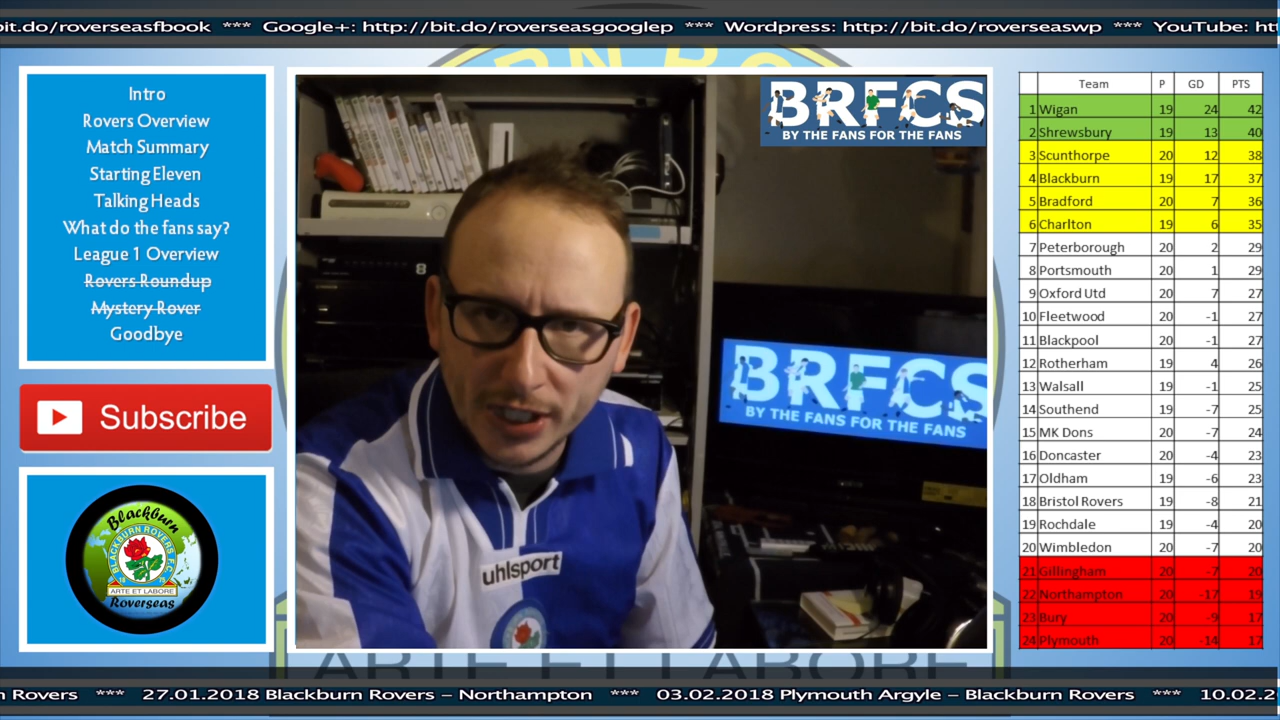 bit.do/roverseasfbook *** Google+: http://bit.do/roverseasgooglep *** Wordpress: http://bit.do/roverseaswp *** YouTube:
Intro
Rovers Overview
Match Summary
Starting Eleven
Talking Heads
What do the fans say?
League 1 Overview
Rovers Roundup
Mystery Rover
Goodbye
Subscribe
Blackburn
BLACKBURN ROVERS F.C.
1875
ARTE ET LABORE
Roverseas
BRFCS
BY THE FANS FOR THE FANS
8
BRFCS
BY THE FANS FOR THE FANS
uhlsport
Team P GD PTS
1 Wigan 19 24 42
2 Shrewsbury 19 13 40
3 Scunthorpe 20 12 38
4 Blackburn 19 17 37
5 Bradford 20 7 36
6 Charlton 19 6 35
7 Peterborough 20 2 29
8 Portsmouth 20 1 29
9 Oxford Utd 20 7 27
10 Fleetwood 20 -1 27
11 Blackpool 20 -1 27
12 Rotherham 19 4 26
13 Walsall 19 -1 25
14 Southend 19 -7 25
15 MK Dons 20 -7 24
16 Doncaster 20 -4 23
17 Oldham 19 -6 23
18 Bristol Rovers 19 -8 21
19 Rochdale 19 -4 20
20 Wimbledon 20 -7 20
21 Gillingham 20 -7 20
22 Northampton 20 -17 19
23 Bury 20 -9 17
24 Plymouth 20 -14 17
ARTE ET LABORE
n Rovers *** 27.01.2018 Blackburn Rovers – Northampton *** 03.02.2018 Plymouth Argyle – Blackburn Rovers *** 10.02.2